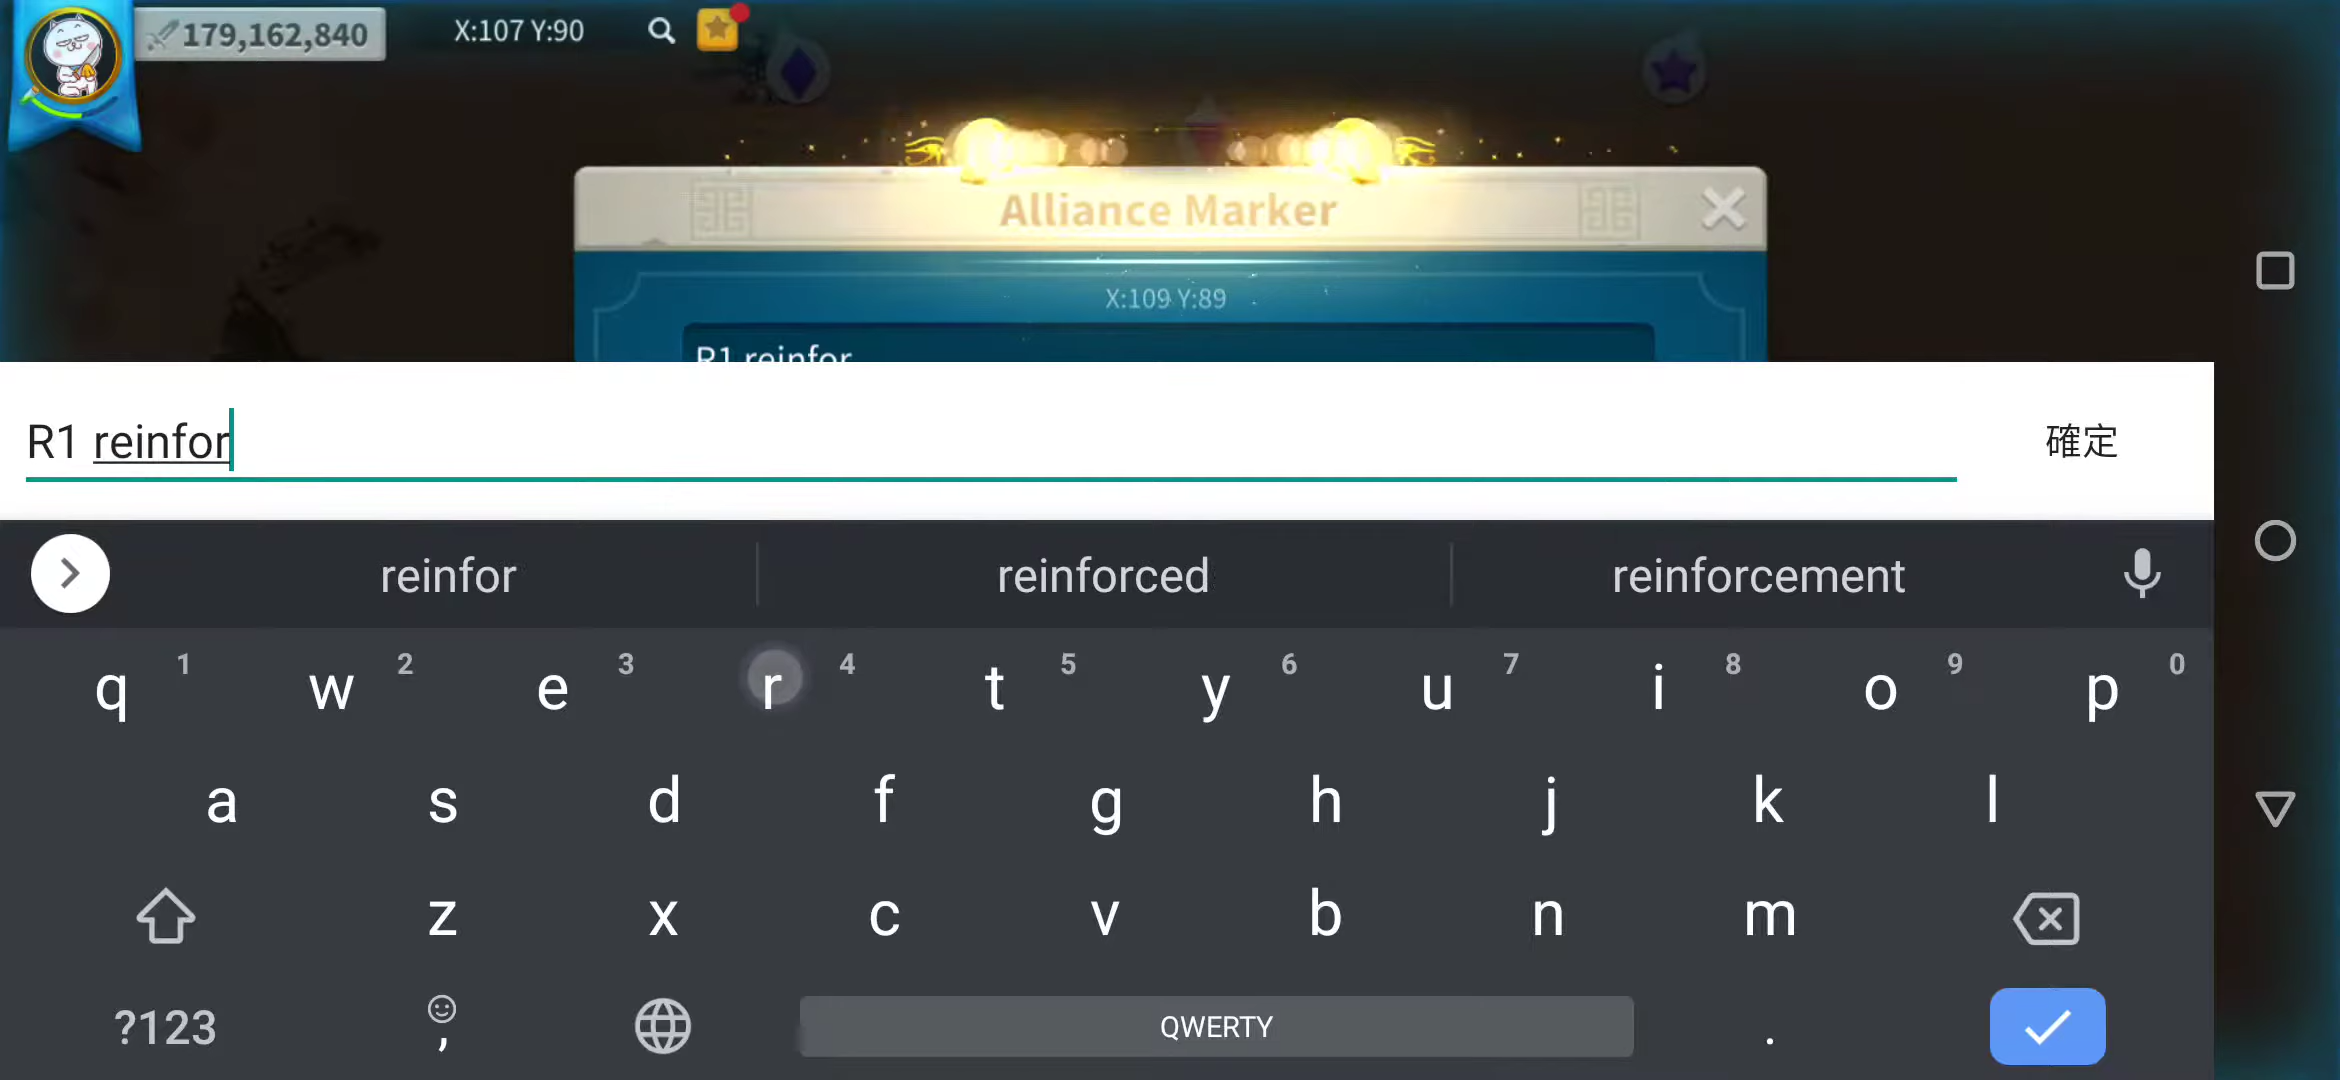 179,162,840
X:107 Y:90
Alliance Marker
X:109 Y:89
R1 reinfor
R1 reinfor
確定
reinfor
reinforced
reinforcement
q 1 w 2 e 3 r 4 t 5 y 6 u 7 i 8 o 9 p 0
a s d f g h j k l
z x c v b n m
?123 , QWERTY .